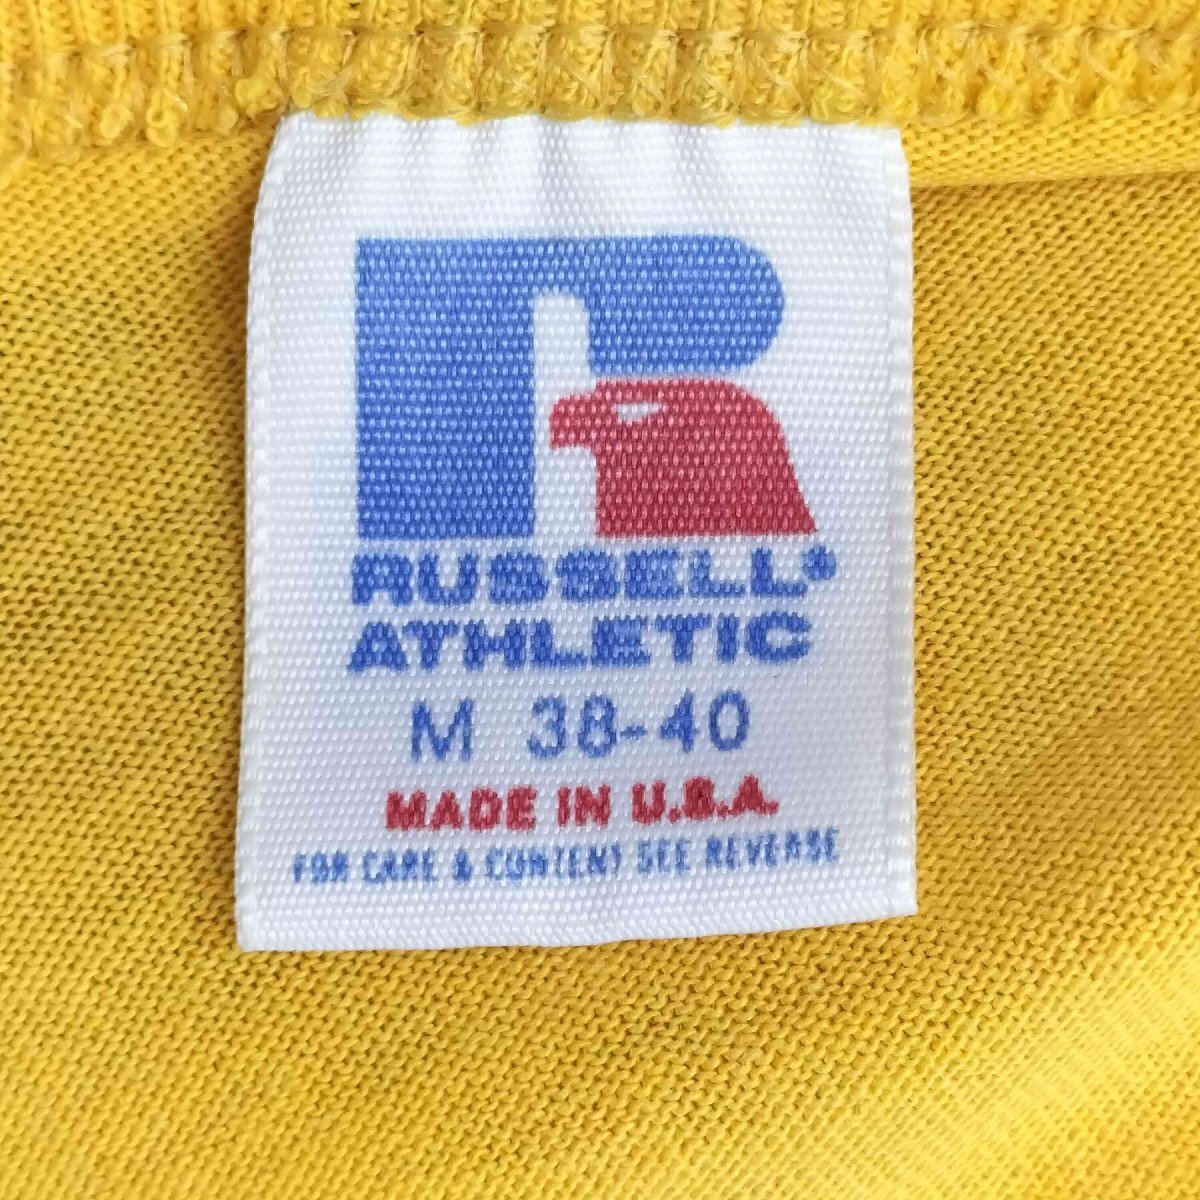 R
RUSSELL®
ATHLETIC
M 38-40
MADE IN U.S.A.
FOR CARE & CONTENT SEE REVERSE